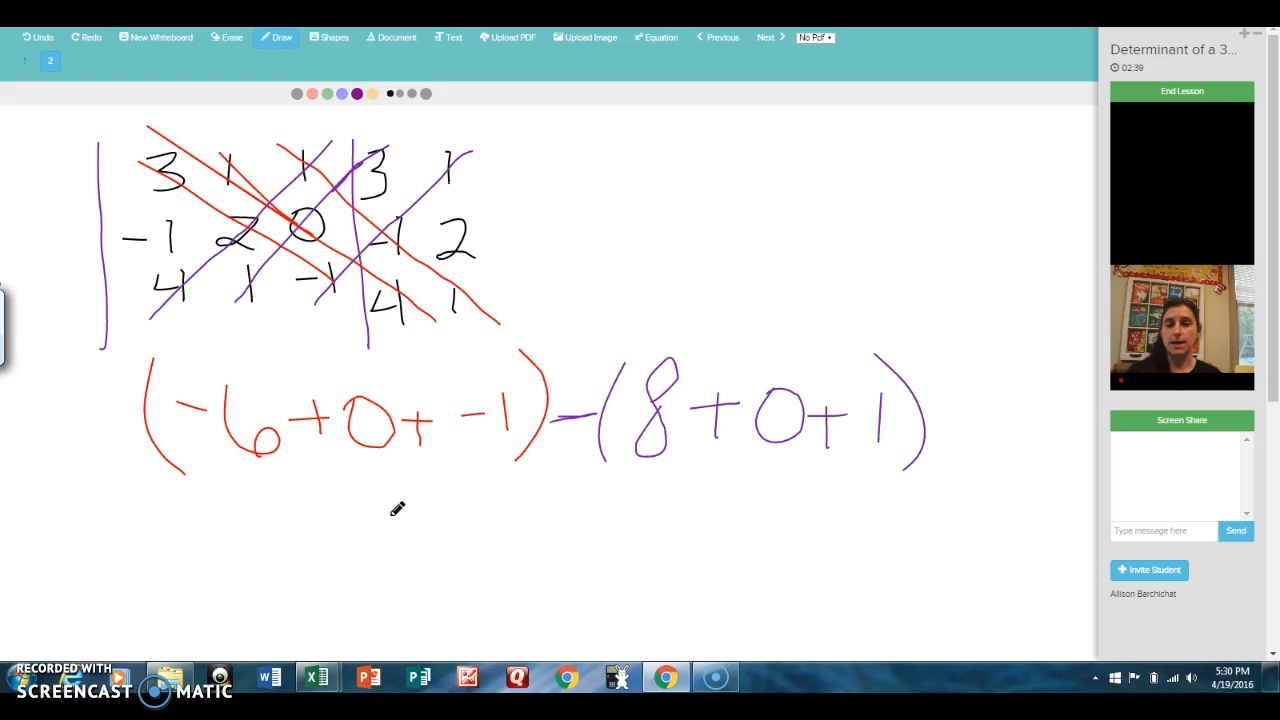 Undo Redo New Whiteboard Erase Draw Shapes Document Text Upload PDF Upload Image x² Equation Previous Next No Pdf
1 2
Determinant of a 3...
02:39
End Lesson
3 1 1 3 1
-1 2 0 -1 2
4 1 -1 4 1
(-6+0+-1)-(8+0+1)
Screen Share
Type message here Send
Invite Student
Allison Barchichat
RECORDED WITH
SCREENCAST MATIC
5:30 PM
4/19/2016